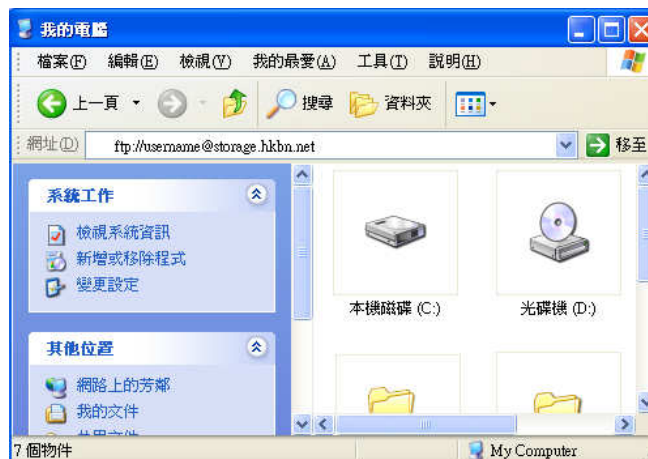 我的電腦
檔案(F) 編輯(E) 檢視(V) 我的最愛(A) 工具(T) 說明(H)
上一頁 搜尋 資料夾
網址(D) ftp://username@storage.hkbn.net 移至
系統工作
檢視系統資訊
新增或移除程式
變更設定
其他位置
網路上的芳鄰
我的文件
共用文件
本機磁碟 (C:)
光碟機 (D:)
7 個物件 My Computer